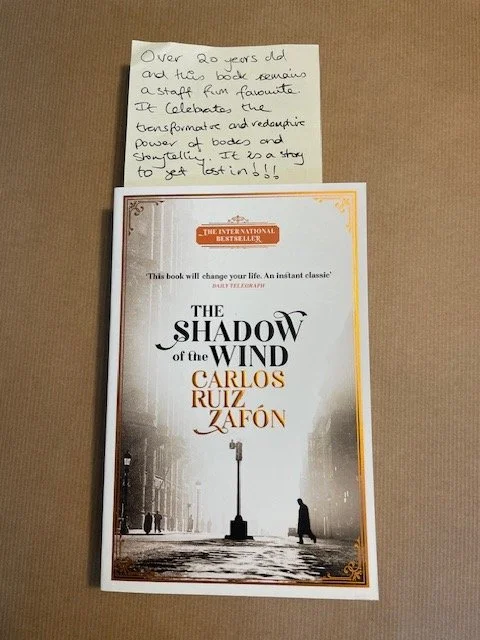 Over 20 years old
and this book remains
a staff firm favourite.
It celebrates the
transformative and redemptive
power of books and
storytelling. It is a story
to get lost in!!!
THE INTERNATIONAL
BESTSELLER
'This book will change your life. An instant classic'
DAILY TELEGRAPH
THE
SHADOW
of the WIND
CARLOS
RUIZ
ZAFÓN